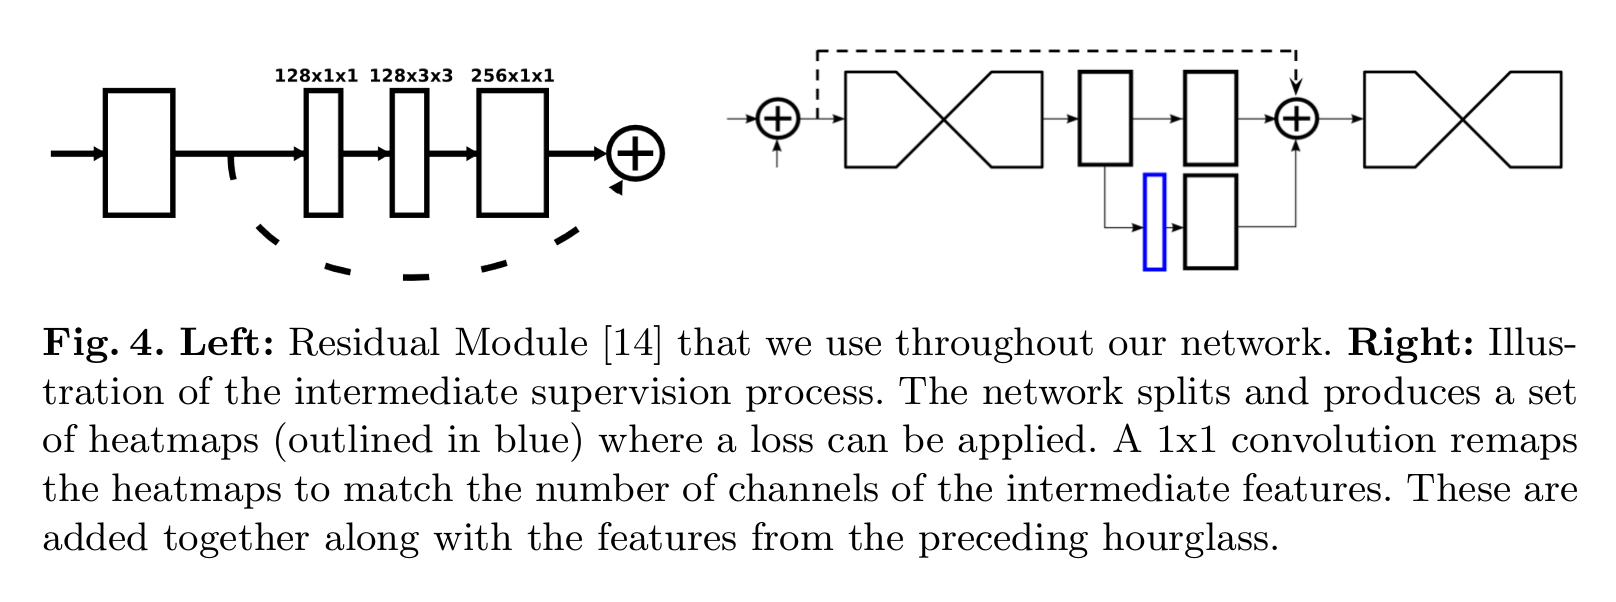 128x1x1 128x3x3 256x1x1
Fig. 4. Left: Residual Module [14] that we use throughout our network. Right: Illus-
tration of the intermediate supervision process. The network splits and produces a set
of heatmaps (outlined in blue) where a loss can be applied. A 1x1 convolution remaps
the heatmaps to match the number of channels of the intermediate features. These are
added together along with the features from the preceding hourglass.